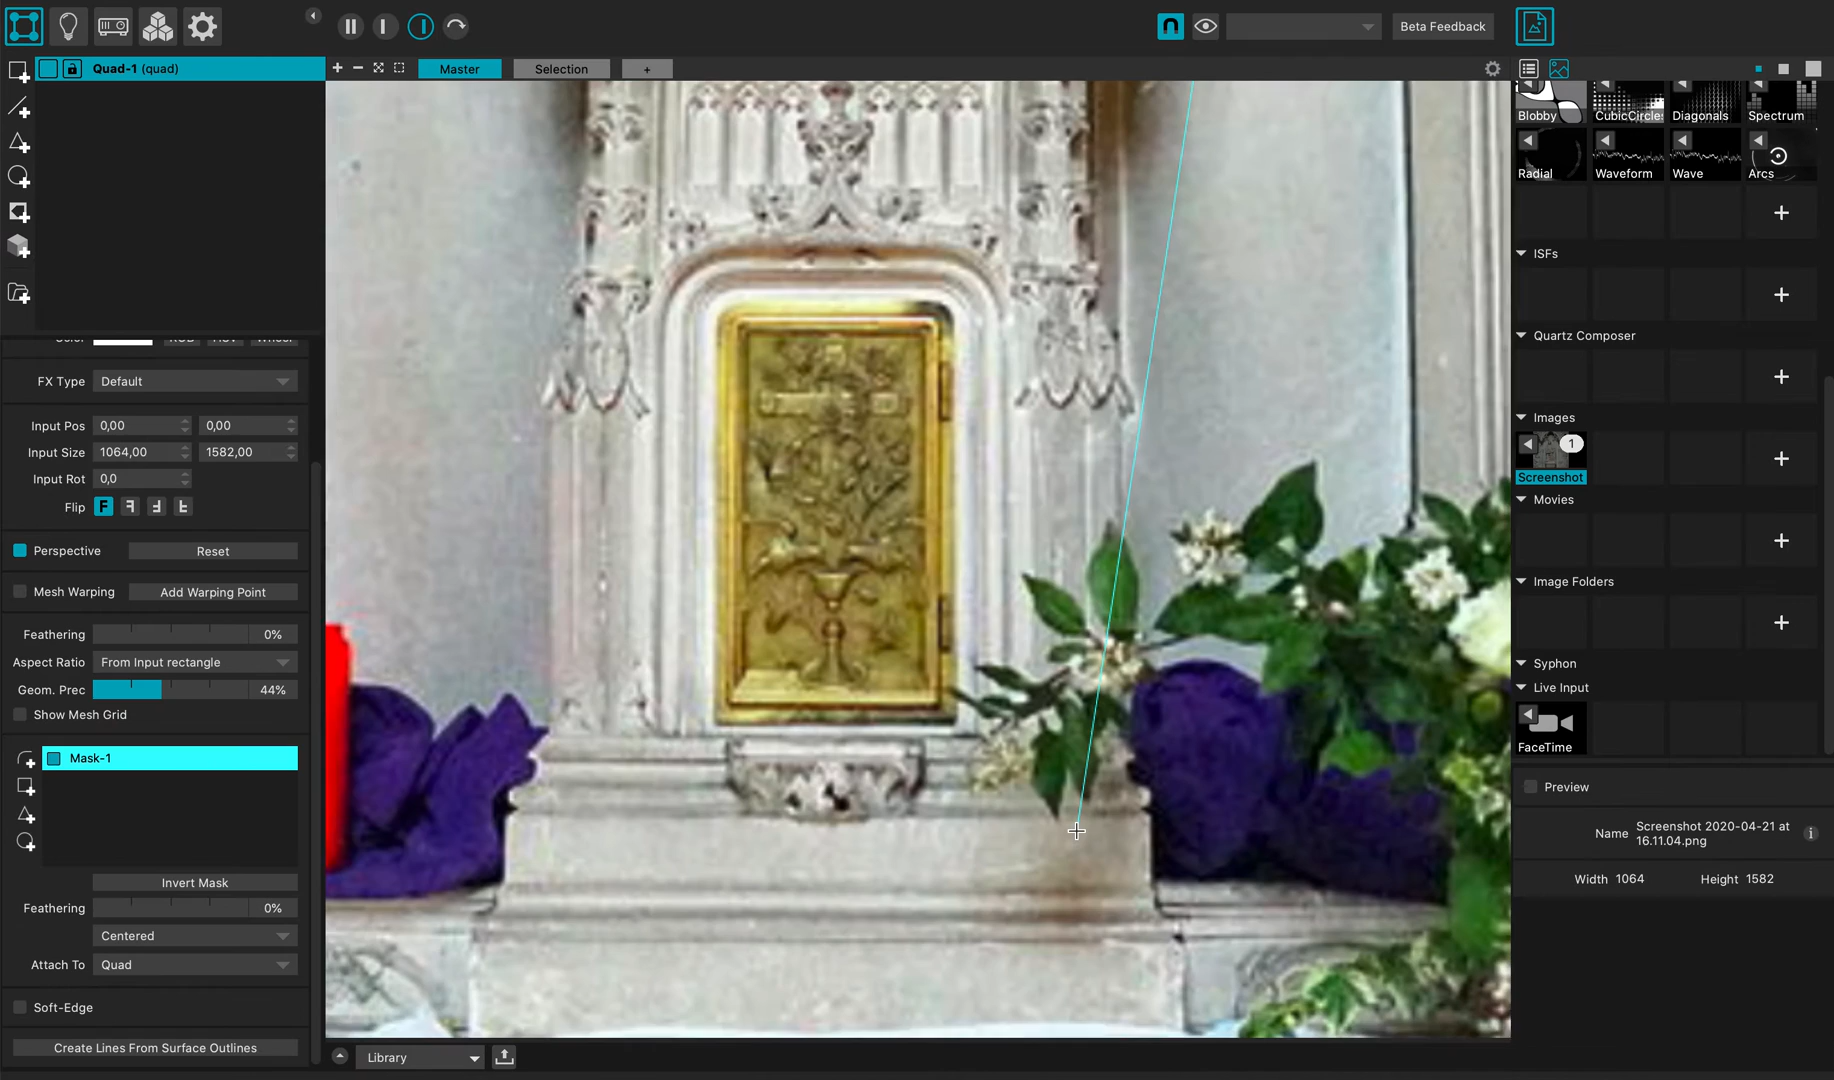 Beta Feedback
Quad-1 (quad)
Master
Selection
+
Blobby
CubicCircles
Diagonals
Spectrum
Radial
Waveform
Wave
Arcs
ISFs
Quartz Composer
Images
1
Screenshot
Movies
Image Folders
Syphon
Live Input
FaceTime
Color
RGB
HSV
Wheel
FX Type
Default
Input Pos
0,00
0,00
Input Size
1064,00
1582,00
Input Rot
0,0
Flip
F
Perspective
Reset
Mesh Warping
Add Warping Point
Feathering
0%
Aspect Ratio
From Input rectangle
Geom. Prec
44%
Show Mesh Grid
Mask-1
Invert Mask
Feathering
0%
Centered
Attach To
Quad
Soft-Edge
Create Lines From Surface Outlines
Library
Preview
Name
Screenshot 2020-04-21 at
16.11.04.png
Width 1064
Height 1582